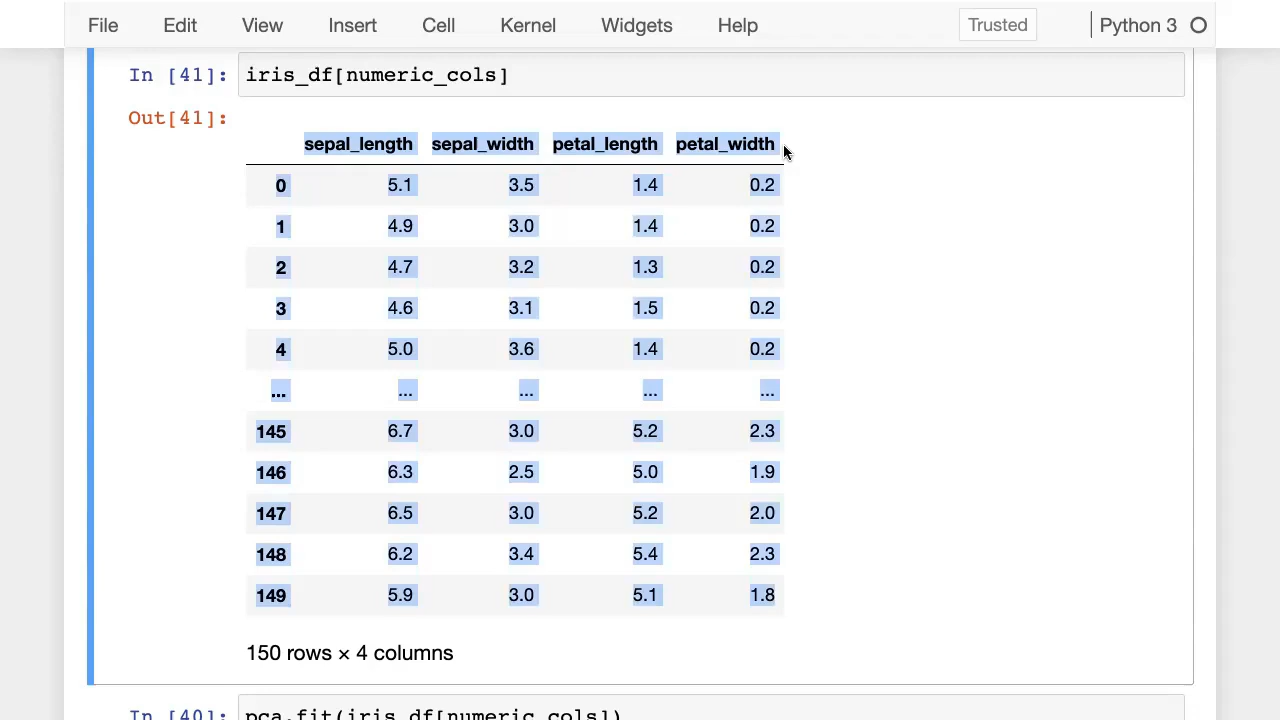 File Edit View Insert Cell Kernel Widgets Help Trusted Python 3
In [41]: iris_df[numeric_cols]
Out[41]:
sepal_length sepal_width petal_length petal_width
0 5.1 3.5 1.4 0.2
1 4.9 3.0 1.4 0.2
2 4.7 3.2 1.3 0.2
3 4.6 3.1 1.5 0.2
4 5.0 3.6 1.4 0.2
... ... ... ... ...
145 6.7 3.0 5.2 2.3
146 6.3 2.5 5.0 1.9
147 6.5 3.0 5.2 2.0
148 6.2 3.4 5.4 2.3
149 5.9 3.0 5.1 1.8
150 rows × 4 columns
In [40]: pca.fit(iris_df[numeric_cols])